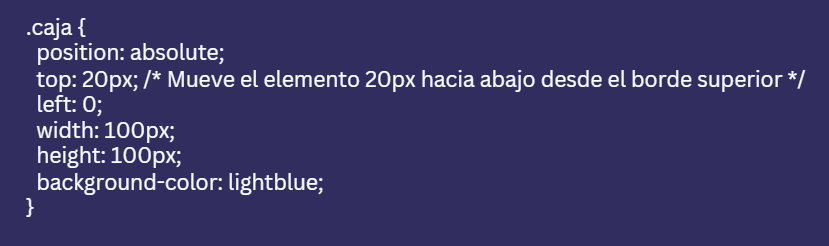 .caja {
  position: absolute;
  top: 20px; /* Mueve el elemento 20px hacia abajo desde el borde superior */
  left: 0;
  width: 100px;
  height: 100px;
  background-color: lightblue;
}